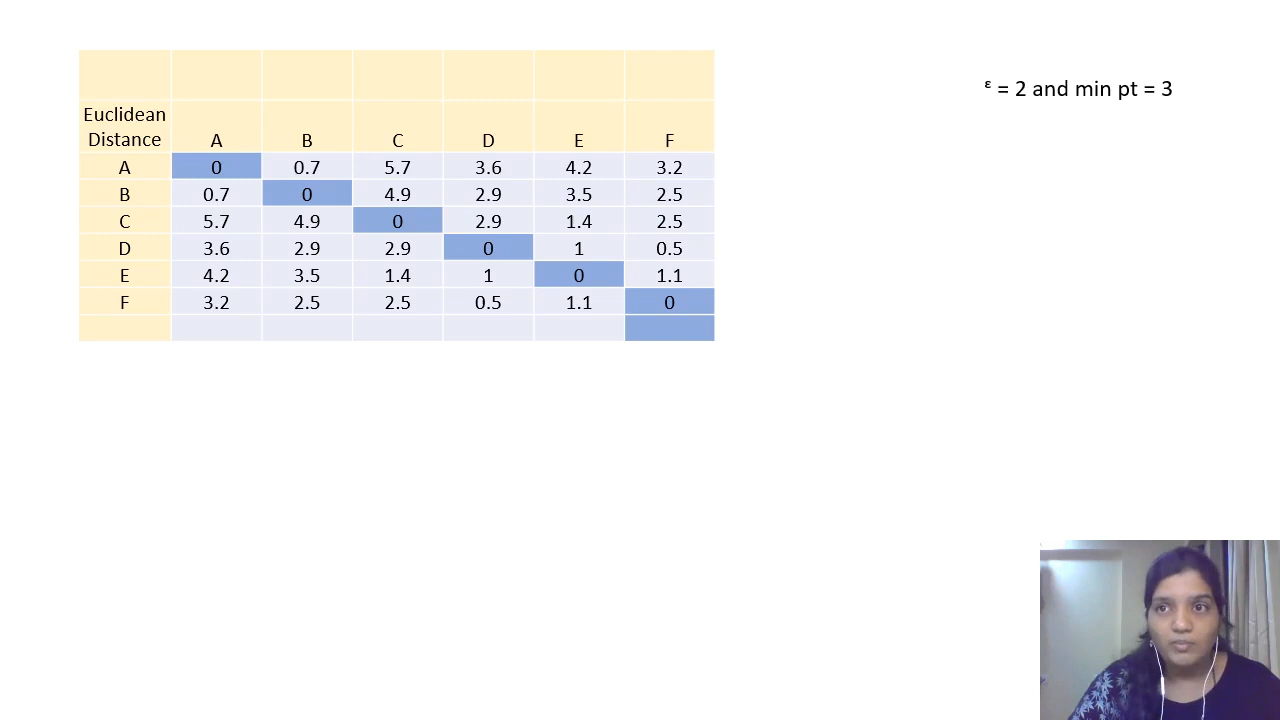 ε = 2 and min pt = 3
Euclidean
Distance A B C D E F
A 0 0.7 5.7 3.6 4.2 3.2
B 0.7 0 4.9 2.9 3.5 2.5
C 5.7 4.9 0 2.9 1.4 2.5
D 3.6 2.9 2.9 0 1 0.5
E 4.2 3.5 1.4 1 0 1.1
F 3.2 2.5 2.5 0.5 1.1 0